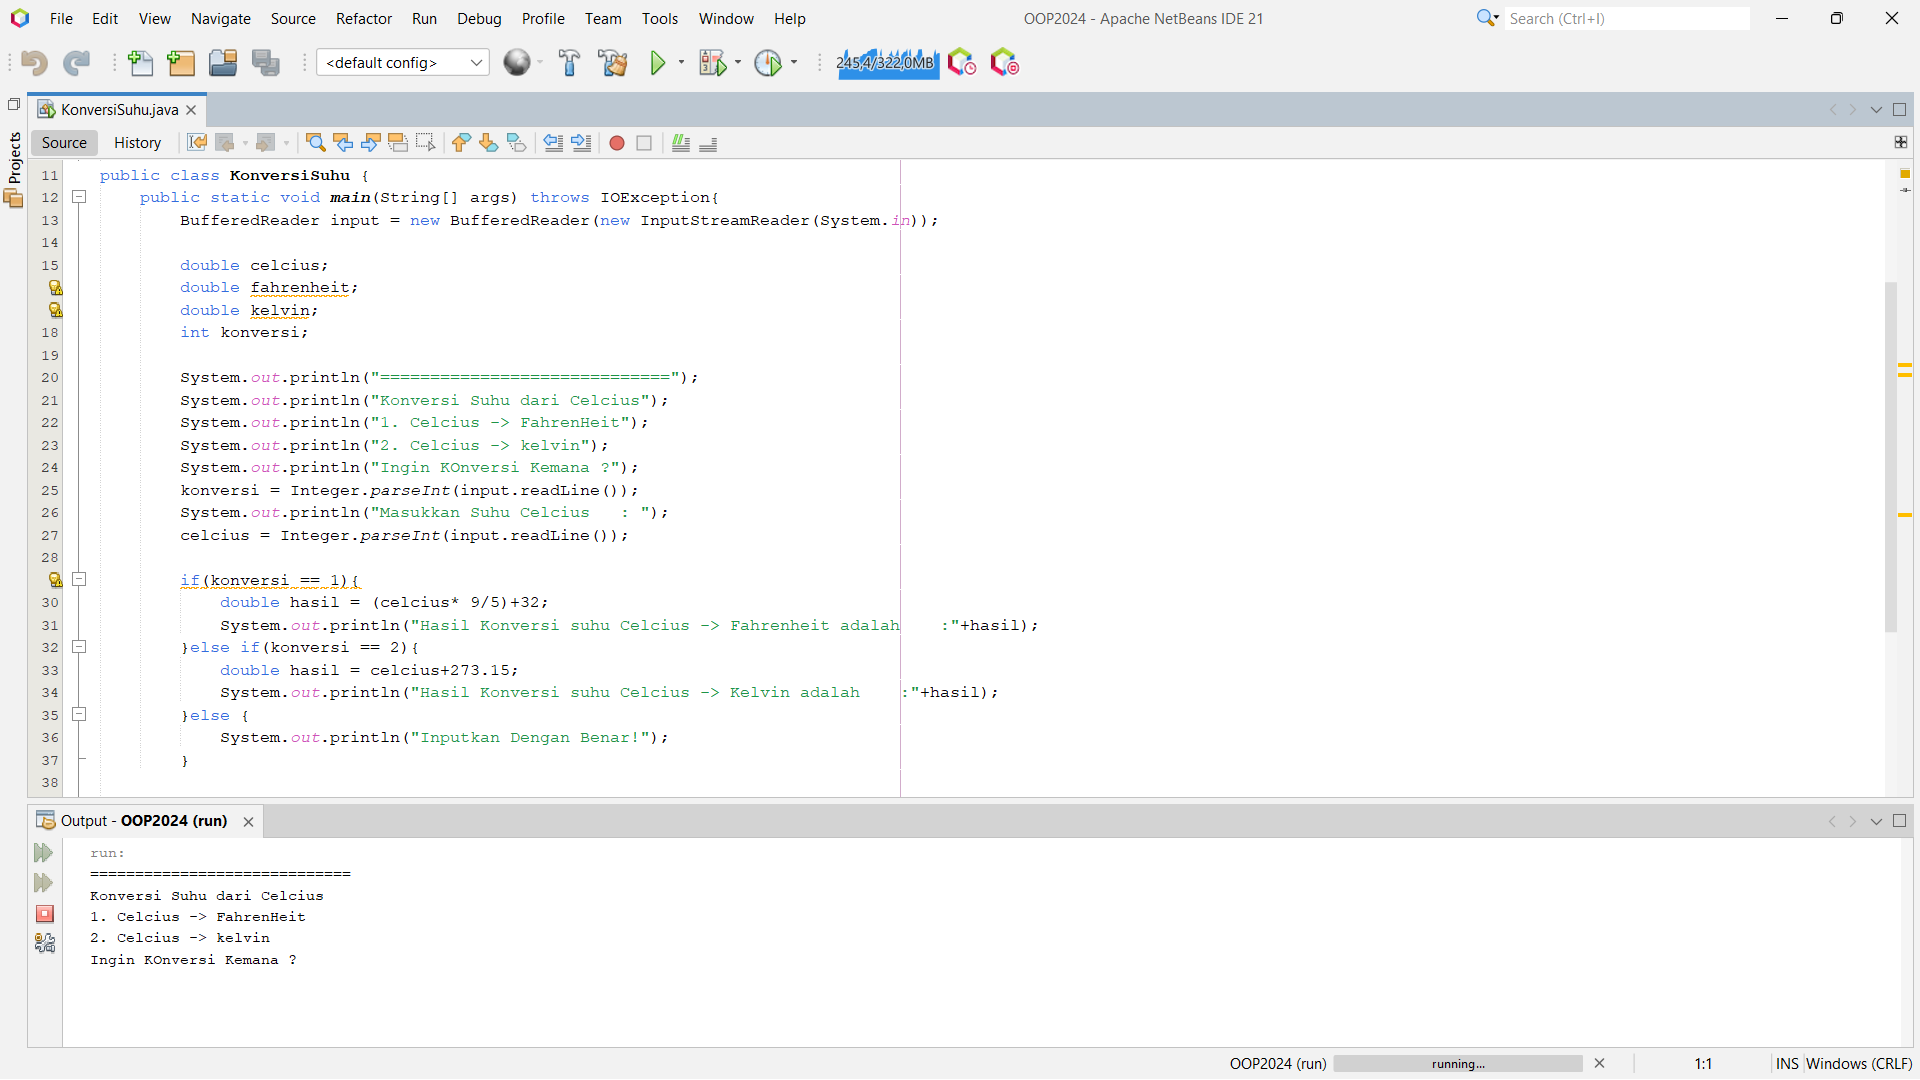 File Edit View Navigate Source Refactor Run Debug Profile Team Tools Window Help OOP2024 - Apache NetBeans IDE 21 Search (Ctrl+I)
<default config> 245,4/322,0MB
Projects
KonversiSuhu.java
Source History
11 public class KonversiSuhu {
12 public static void main(String[] args) throws IOException{
13 BufferedReader input = new BufferedReader(new InputStreamReader(System.in));
14
15 double celcius;
double fahrenheit;
double kelvin;
18 int konversi;
19
20 System.out.println("=============================");
21 System.out.println("Konversi Suhu dari Celcius");
22 System.out.println("1. Celcius -> FahrenHeit");
23 System.out.println("2. Celcius -> kelvin");
24 System.out.println("Ingin KOnversi Kemana ?");
25 konversi = Integer.parseInt(input.readLine());
26 System.out.println("Masukkan Suhu Celcius   : ");
27 celcius = Integer.parseInt(input.readLine());
28
if(konversi == 1){
30 double hasil = (celcius* 9/5)+32;
31 System.out.println("Hasil Konversi suhu Celcius -> Fahrenheit adalah    :"+hasil);
32 }else if(konversi == 2){
33 double hasil = celcius+273.15;
34 System.out.println("Hasil Konversi suhu Celcius -> Kelvin adalah    :"+hasil);
35 }else {
36 System.out.println("Inputkan Dengan Benar!");
37 }
38
Output - OOP2024 (run)
run:
=============================
Konversi Suhu dari Celcius
1. Celcius -> FahrenHeit
2. Celcius -> kelvin
Ingin KOnversi Kemana ?
OOP2024 (run) running... 1:1 INS Windows (CRLF)